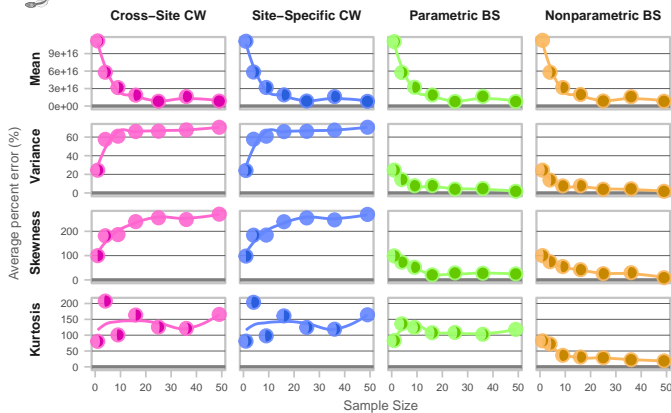 Cross−Site CW Site−Specific CW Parametric BS Nonparametric BS
Mean
9e+16
6e+16
3e+16
0e+00
Variance
60
40
20
0
Skewness
200
100
0
Kurtosis
200
150
100
50
0
Average percent error (%)
0 10 20 30 40 50 0 10 20 30 40 50 0 10 20 30 40 50 0 10 20 30 40 50
Sample Size